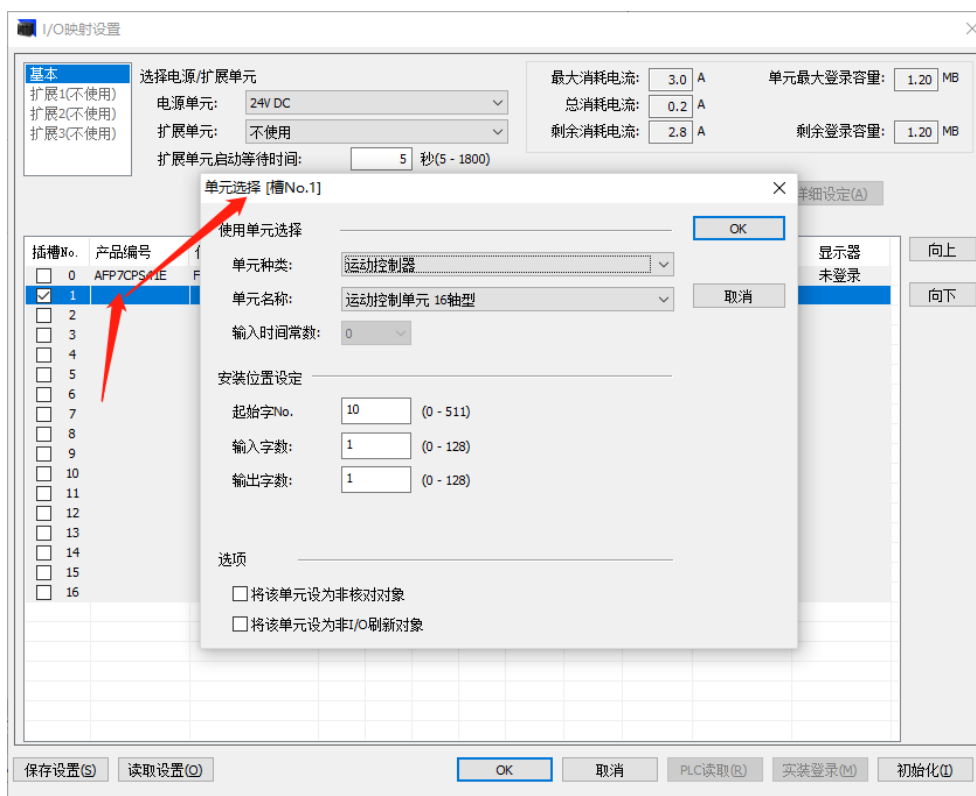 I/O映射设置
基本
扩展1(不使用)
扩展2(不使用)
扩展3(不使用)
选择电源/扩展单元
电源单元: 24V DC
扩展单元: 不使用
扩展单元启动等待时间: 5 秒(5 - 1800)
最大消耗电流: 3.0 A
总消耗电流: 0.2 A
剩余消耗电流: 2.8 A
单元最大登录容量: 1.20 MB
剩余登录容量: 1.20 MB
详细设定(A)
插槽No. 产品编号 显示器
0 AFP7CPS41E F 未登录
1
2
3
4
5
6
7
8
9
10
11
12
13
14
15
16
向上
向下
单元选择 [槽No.1]
使用单元选择
单元种类: 运动控制器
单元名称: 运动控制单元 16轴型
输入时间常数: 0
OK
取消
安装位置设定
起始字No. 10 (0 - 511)
输入字数: 1 (0 - 128)
输出字数: 1 (0 - 128)
选项
将该单元设为非核对对象
将该单元设为非I/O刷新对象
保存设置(S) 读取设置(O) OK 取消 PLC读取(R) 实装登录(M) 初始化(I)